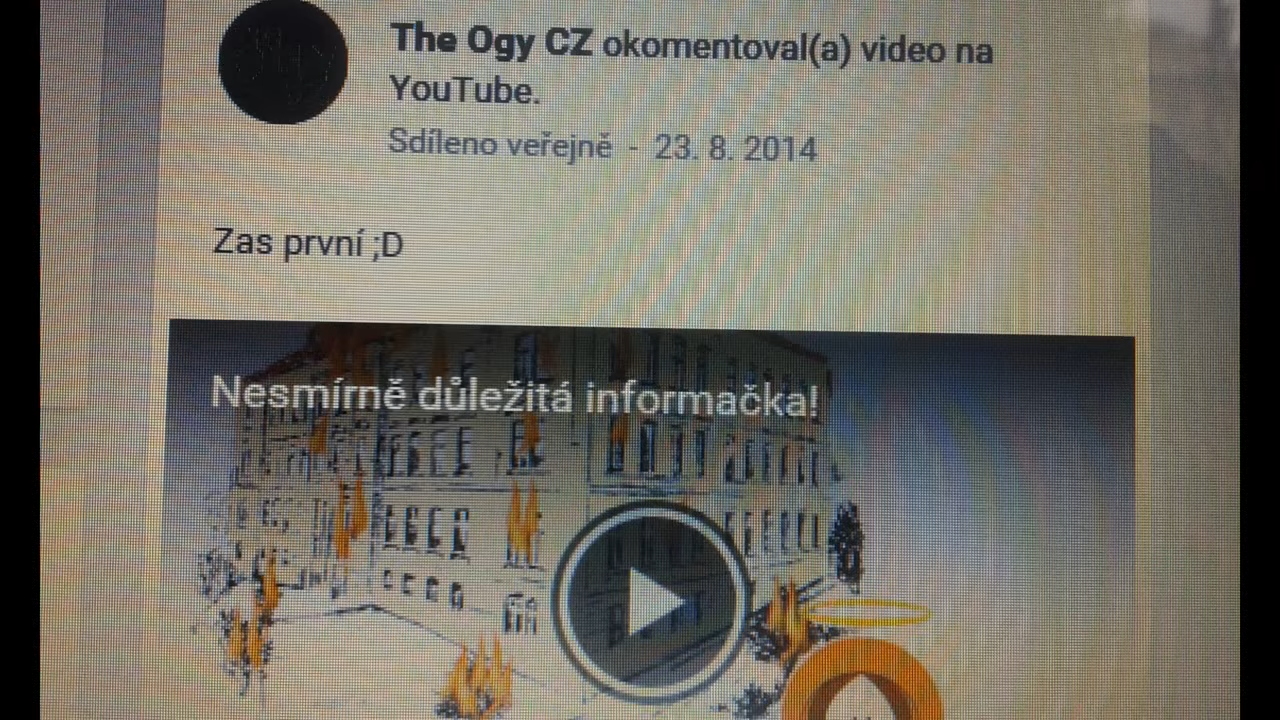 The Ogy CZ okomentoval(a) video na
YouTube.
Sdíleno veřejně - 23. 8. 2014
Zas první ;D
Nesmírně důležitá informačka!